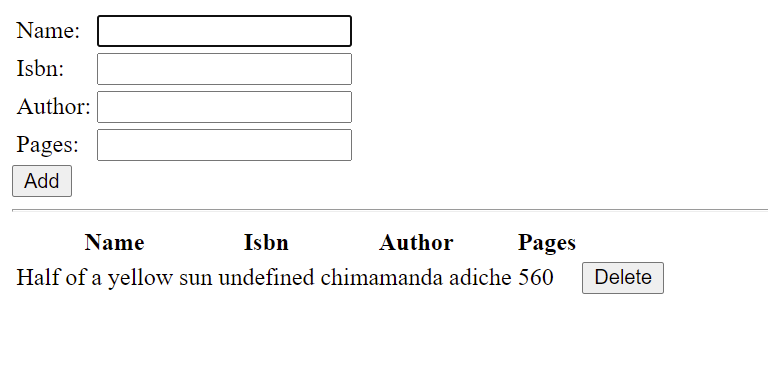 Name:
Isbn:
Author:
Pages:
Add
Name Isbn Author Pages
Half of a yellow sun undefined chimamanda adiche 560 Delete